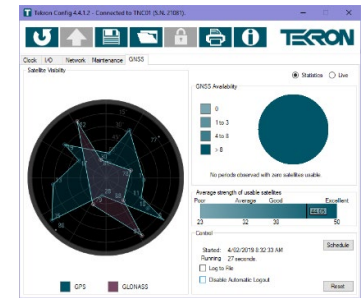 Tekron Config 4.4.1.2 - Connected to TNC01 (S.N. 21081).
TEKRON
Clock I/O Network Maintenance GNSS
Satellite Visibility
Statistics Live
GNSS Availability
0
1 to 3
4 to 8
> 8
No periods observed with zero satellites usable.
Average strength of usable satellites
Poor Average Good Excellent
44.05
20 32 38 50
Control
Started: 4/02/2019 8:32:33 AM
Schedule
Running 27 seconds.
Log to File
Disable Automatic Logout
Reset
GPS GLONASS